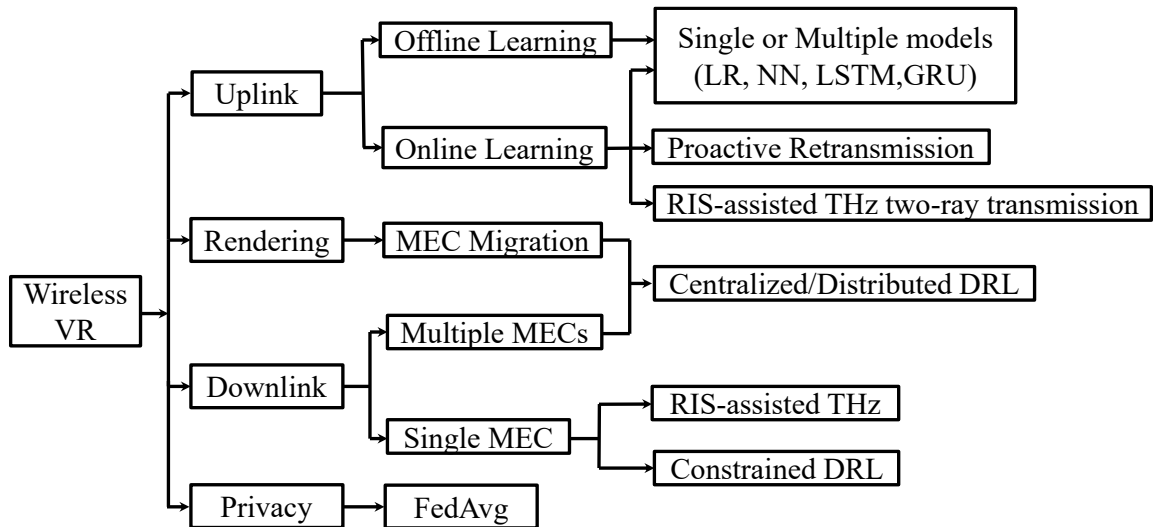 Wireless
VR
Uplink
Rendering
Downlink
Privacy
Offline Learning
Online Learning
MEC Migration
Multiple MECs
Single MEC
FedAvg
Single or Multiple models
(LR, NN, LSTM,GRU)
Proactive Retransmission
RIS-assisted THz two-ray transmission
Centralized/Distributed DRL
RIS-assisted THz
Constrained DRL